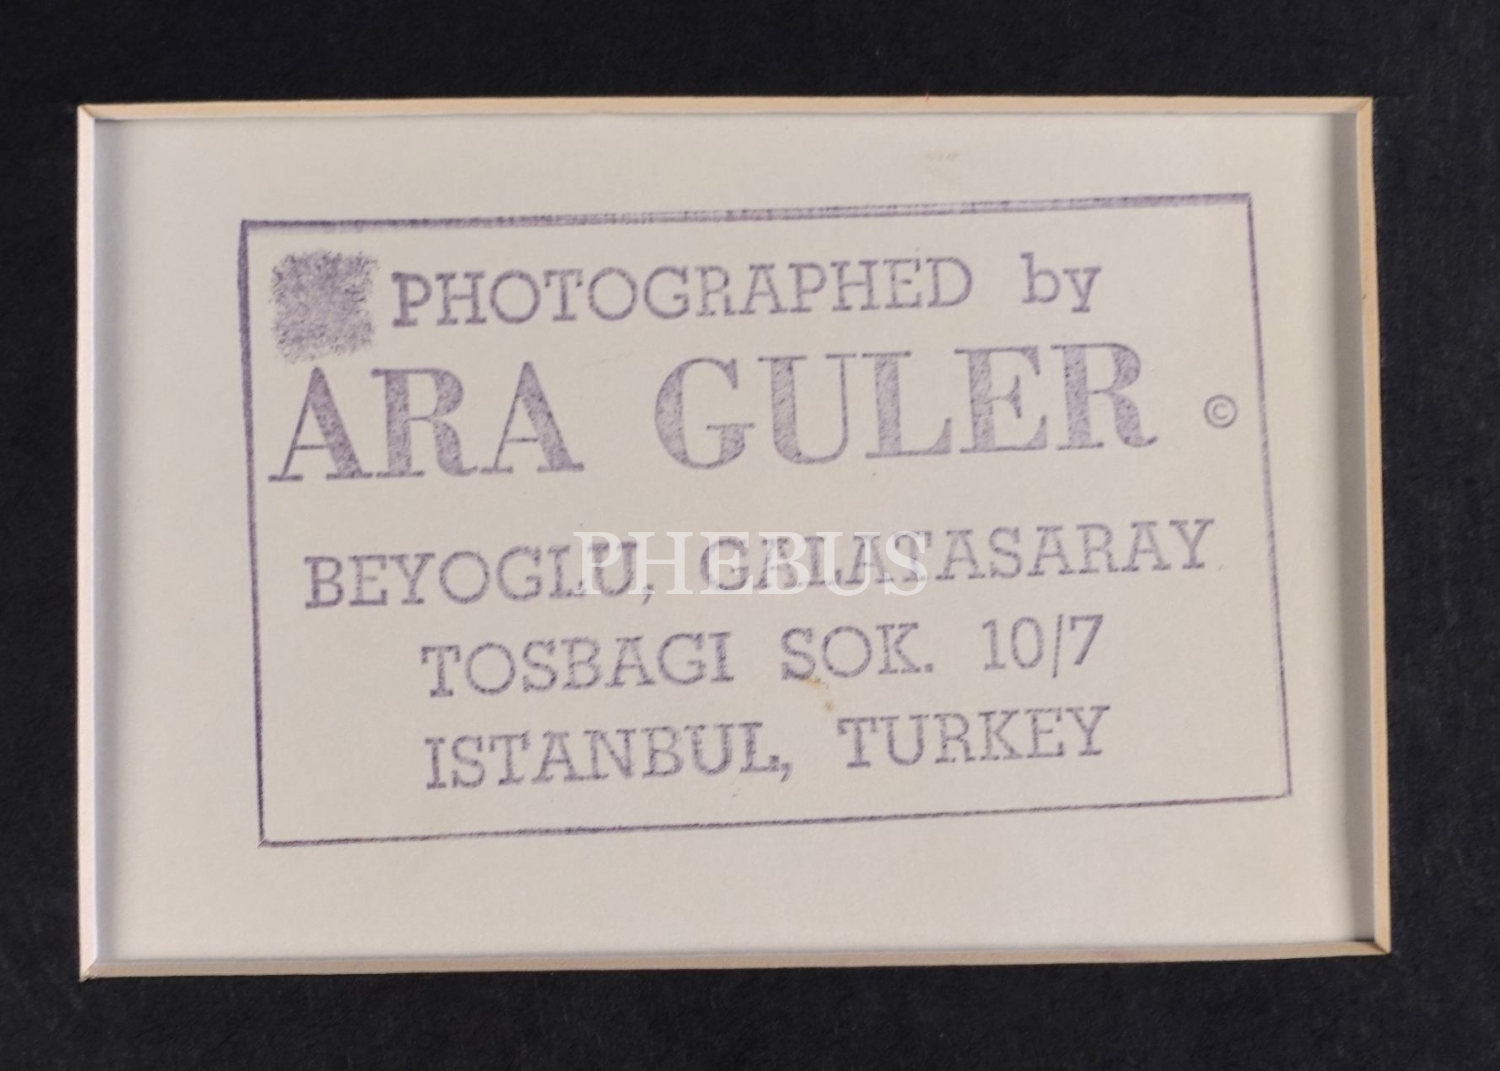 PHOTOGRAPHED by
ARA GULER ©
BEYOGLU, GALATASARAY
PHEBUS
TOSBAGI SOK. 10/7
ISTANBUL, TURKEY